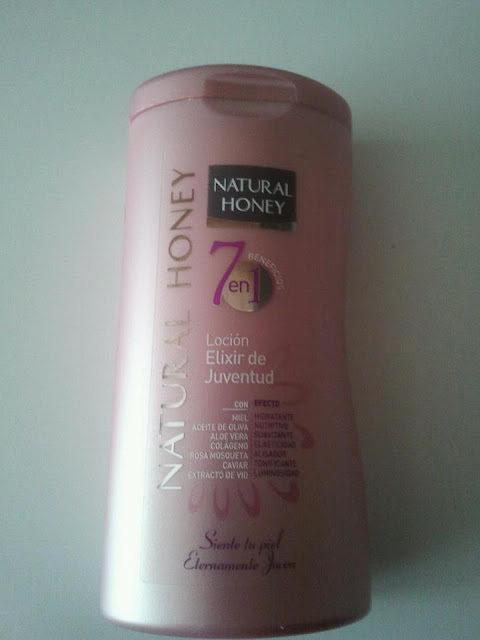 NATURAL HONEY
NATURAL
HONEY
7 en 1
BENEFICIOS
Loción
Elixir de
Juventud
CON EFECTO
MIEL HIDRATANTE
ACEITE DE OLIVA NUTRITIVO
ALOE VERA SUAVIZANTE
COLÁGENO ELASTICIDAD
ROSA MOSQUETA ALISADOR
CAVIAR TONIFICANTE
EXTRACTO DE VID LUMINOSIDAD
Siente tu piel
Eternamente Joven